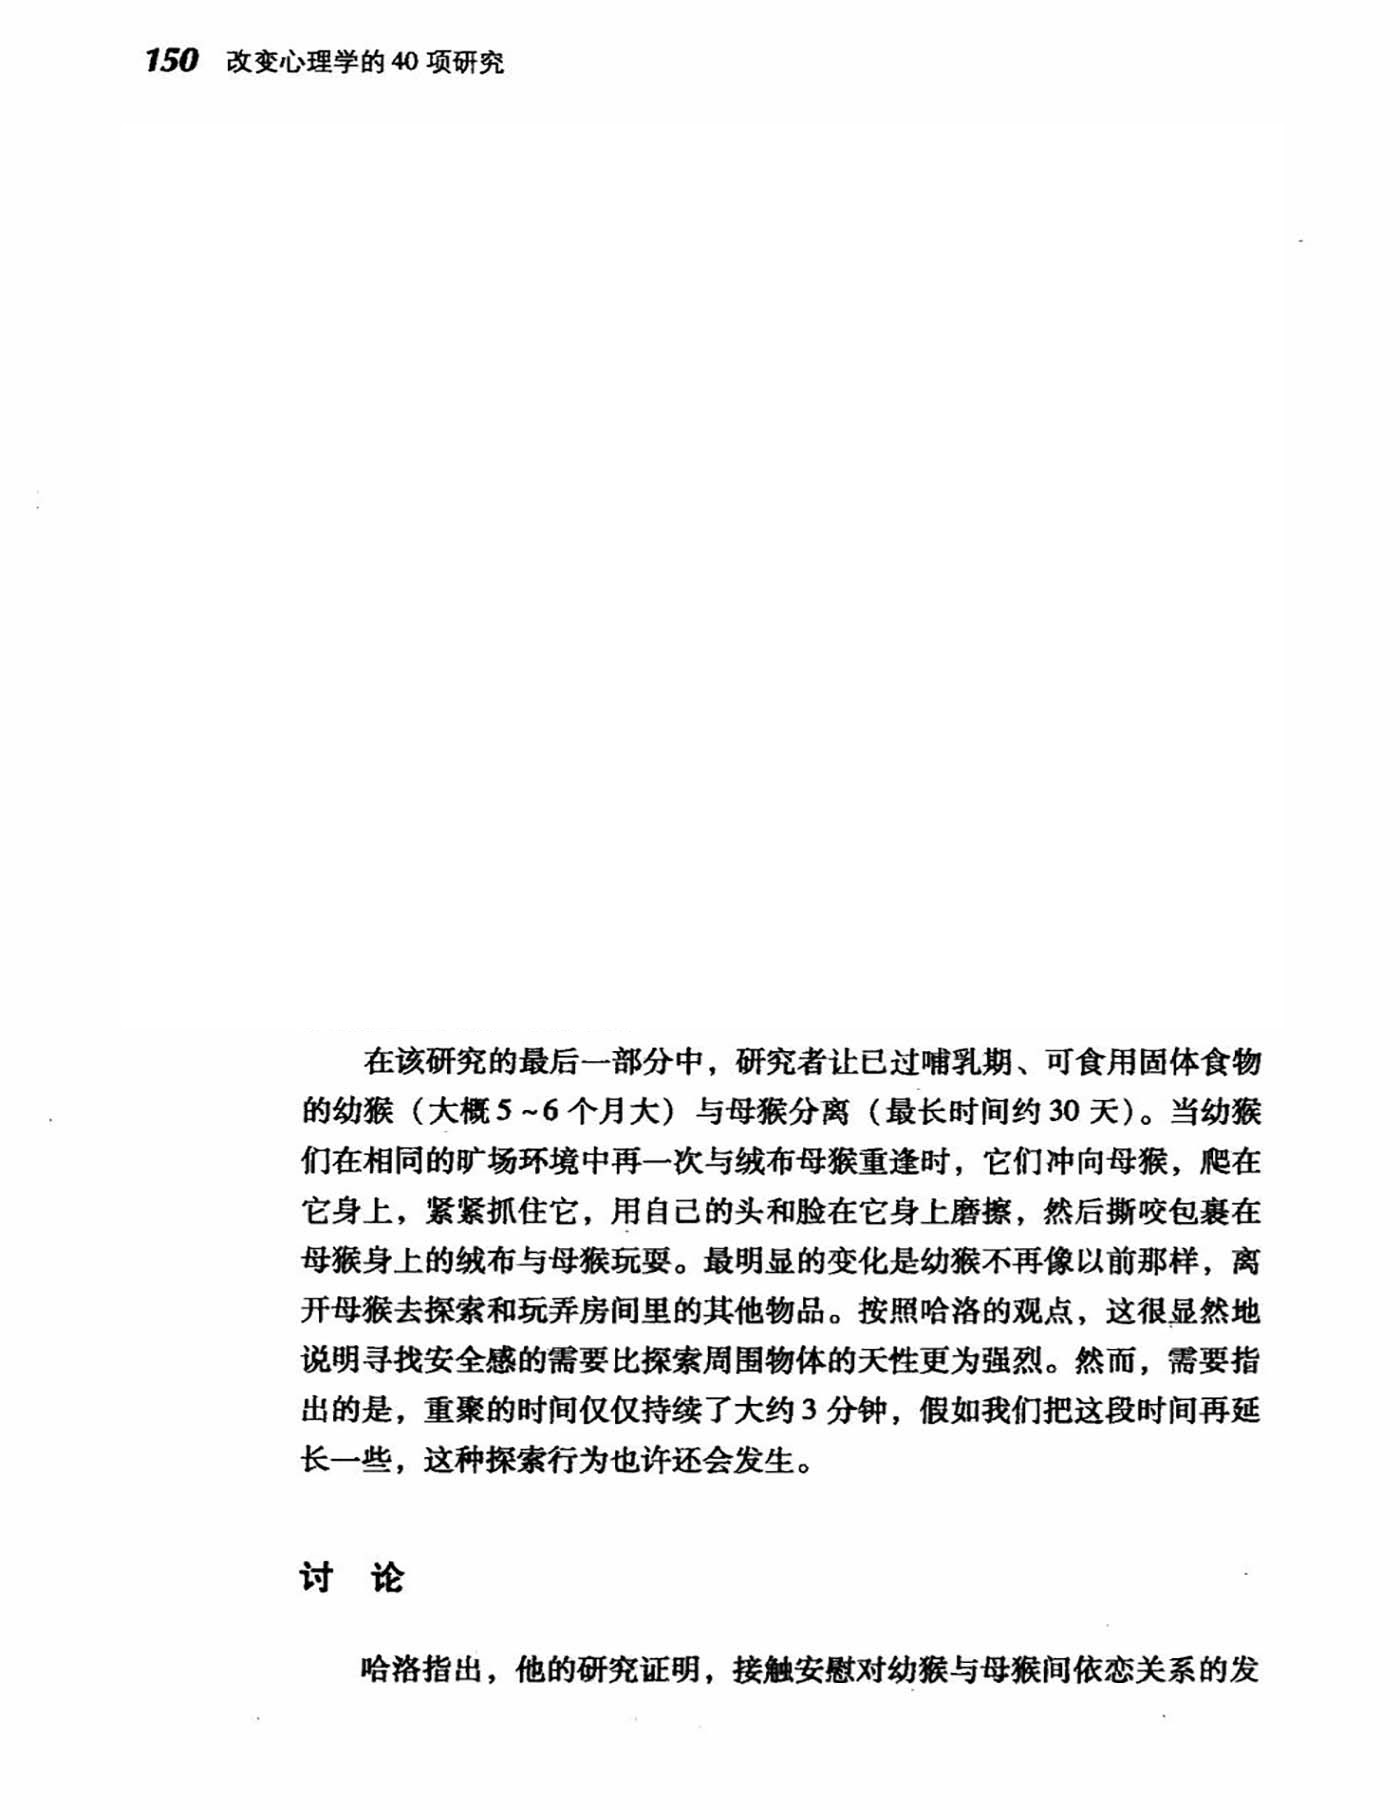 150 改变心理学的 40 项研究
在该研究的最后一部分中，研究者让已过哺乳期、可食用固体食物
的幼猴（大概 5 ~ 6 个月大）与母猴分离（最长时间约 30 天）。当幼猴
们在相同的旷场环境中再一次与绒布母猴重逢时，它们冲向母猴，爬在
它身上，紧紧抓住它，用自己的头和脸在它身上磨擦，然后撕咬包裹在
母猴身上的绒布与母猴玩耍。最明显的变化是幼猴不再像以前那样，离
开母猴去探索和玩弄房间里的其他物品。按照哈洛的观点，这很显然地
说明寻找安全感的需要比探索周围物体的天性更为强烈。然而，需要指
出的是，重聚的时间仅仅持续了大约 3 分钟，假如我们把这段时间再延
长一些，这种探索行为也许还会发生。
讨 论
哈洛指出，他的研究证明，接触安慰对幼猴与母猴间依恋关系的发